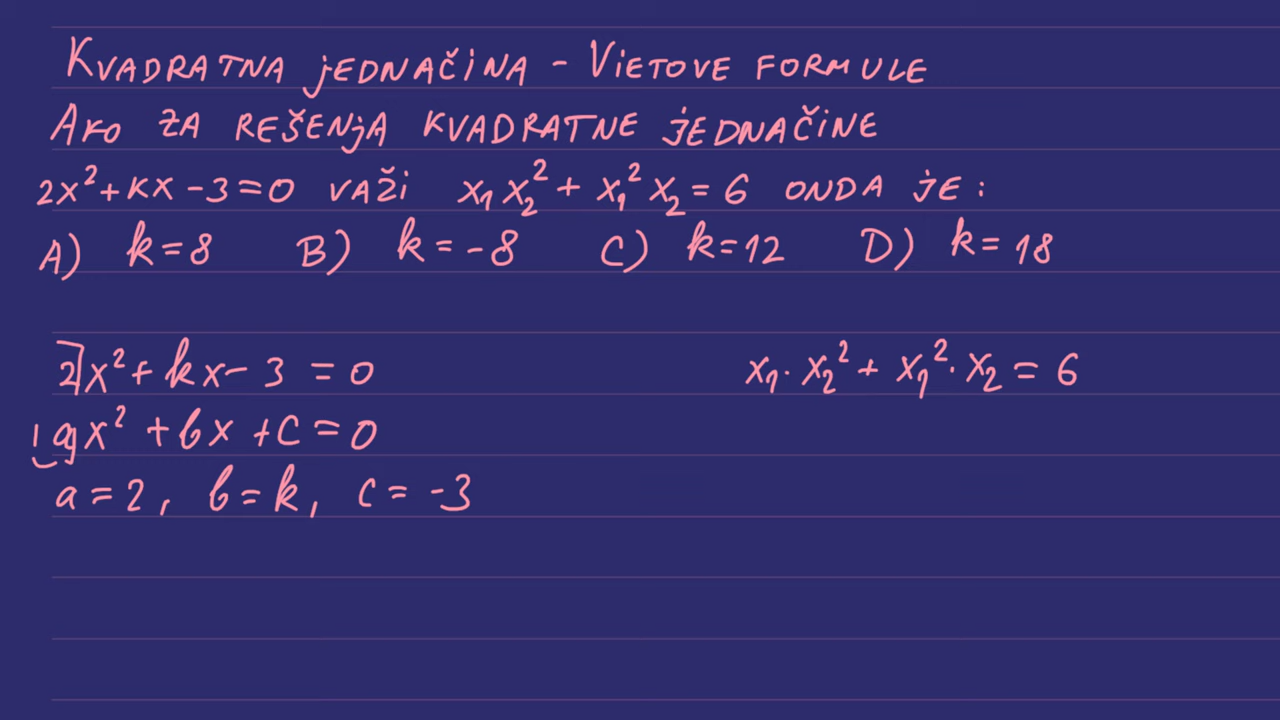 KVADRATNA jEDNAČiNA - ViETOVE FORMULE
AKO ZA REŠENjA KVADRATNE jEDNAČiNE
2x²+Kx-3=0 VAŽi x₁x₂²+x₁²x₂=6 ONDA jE:
A) k=8 B) k=-8 C) k=12 D) k=18
2x²+kx-3=0 x₁·x₂²+x₁²·x₂=6
ax²+bx+c=0
a=2, b=k, c=-3